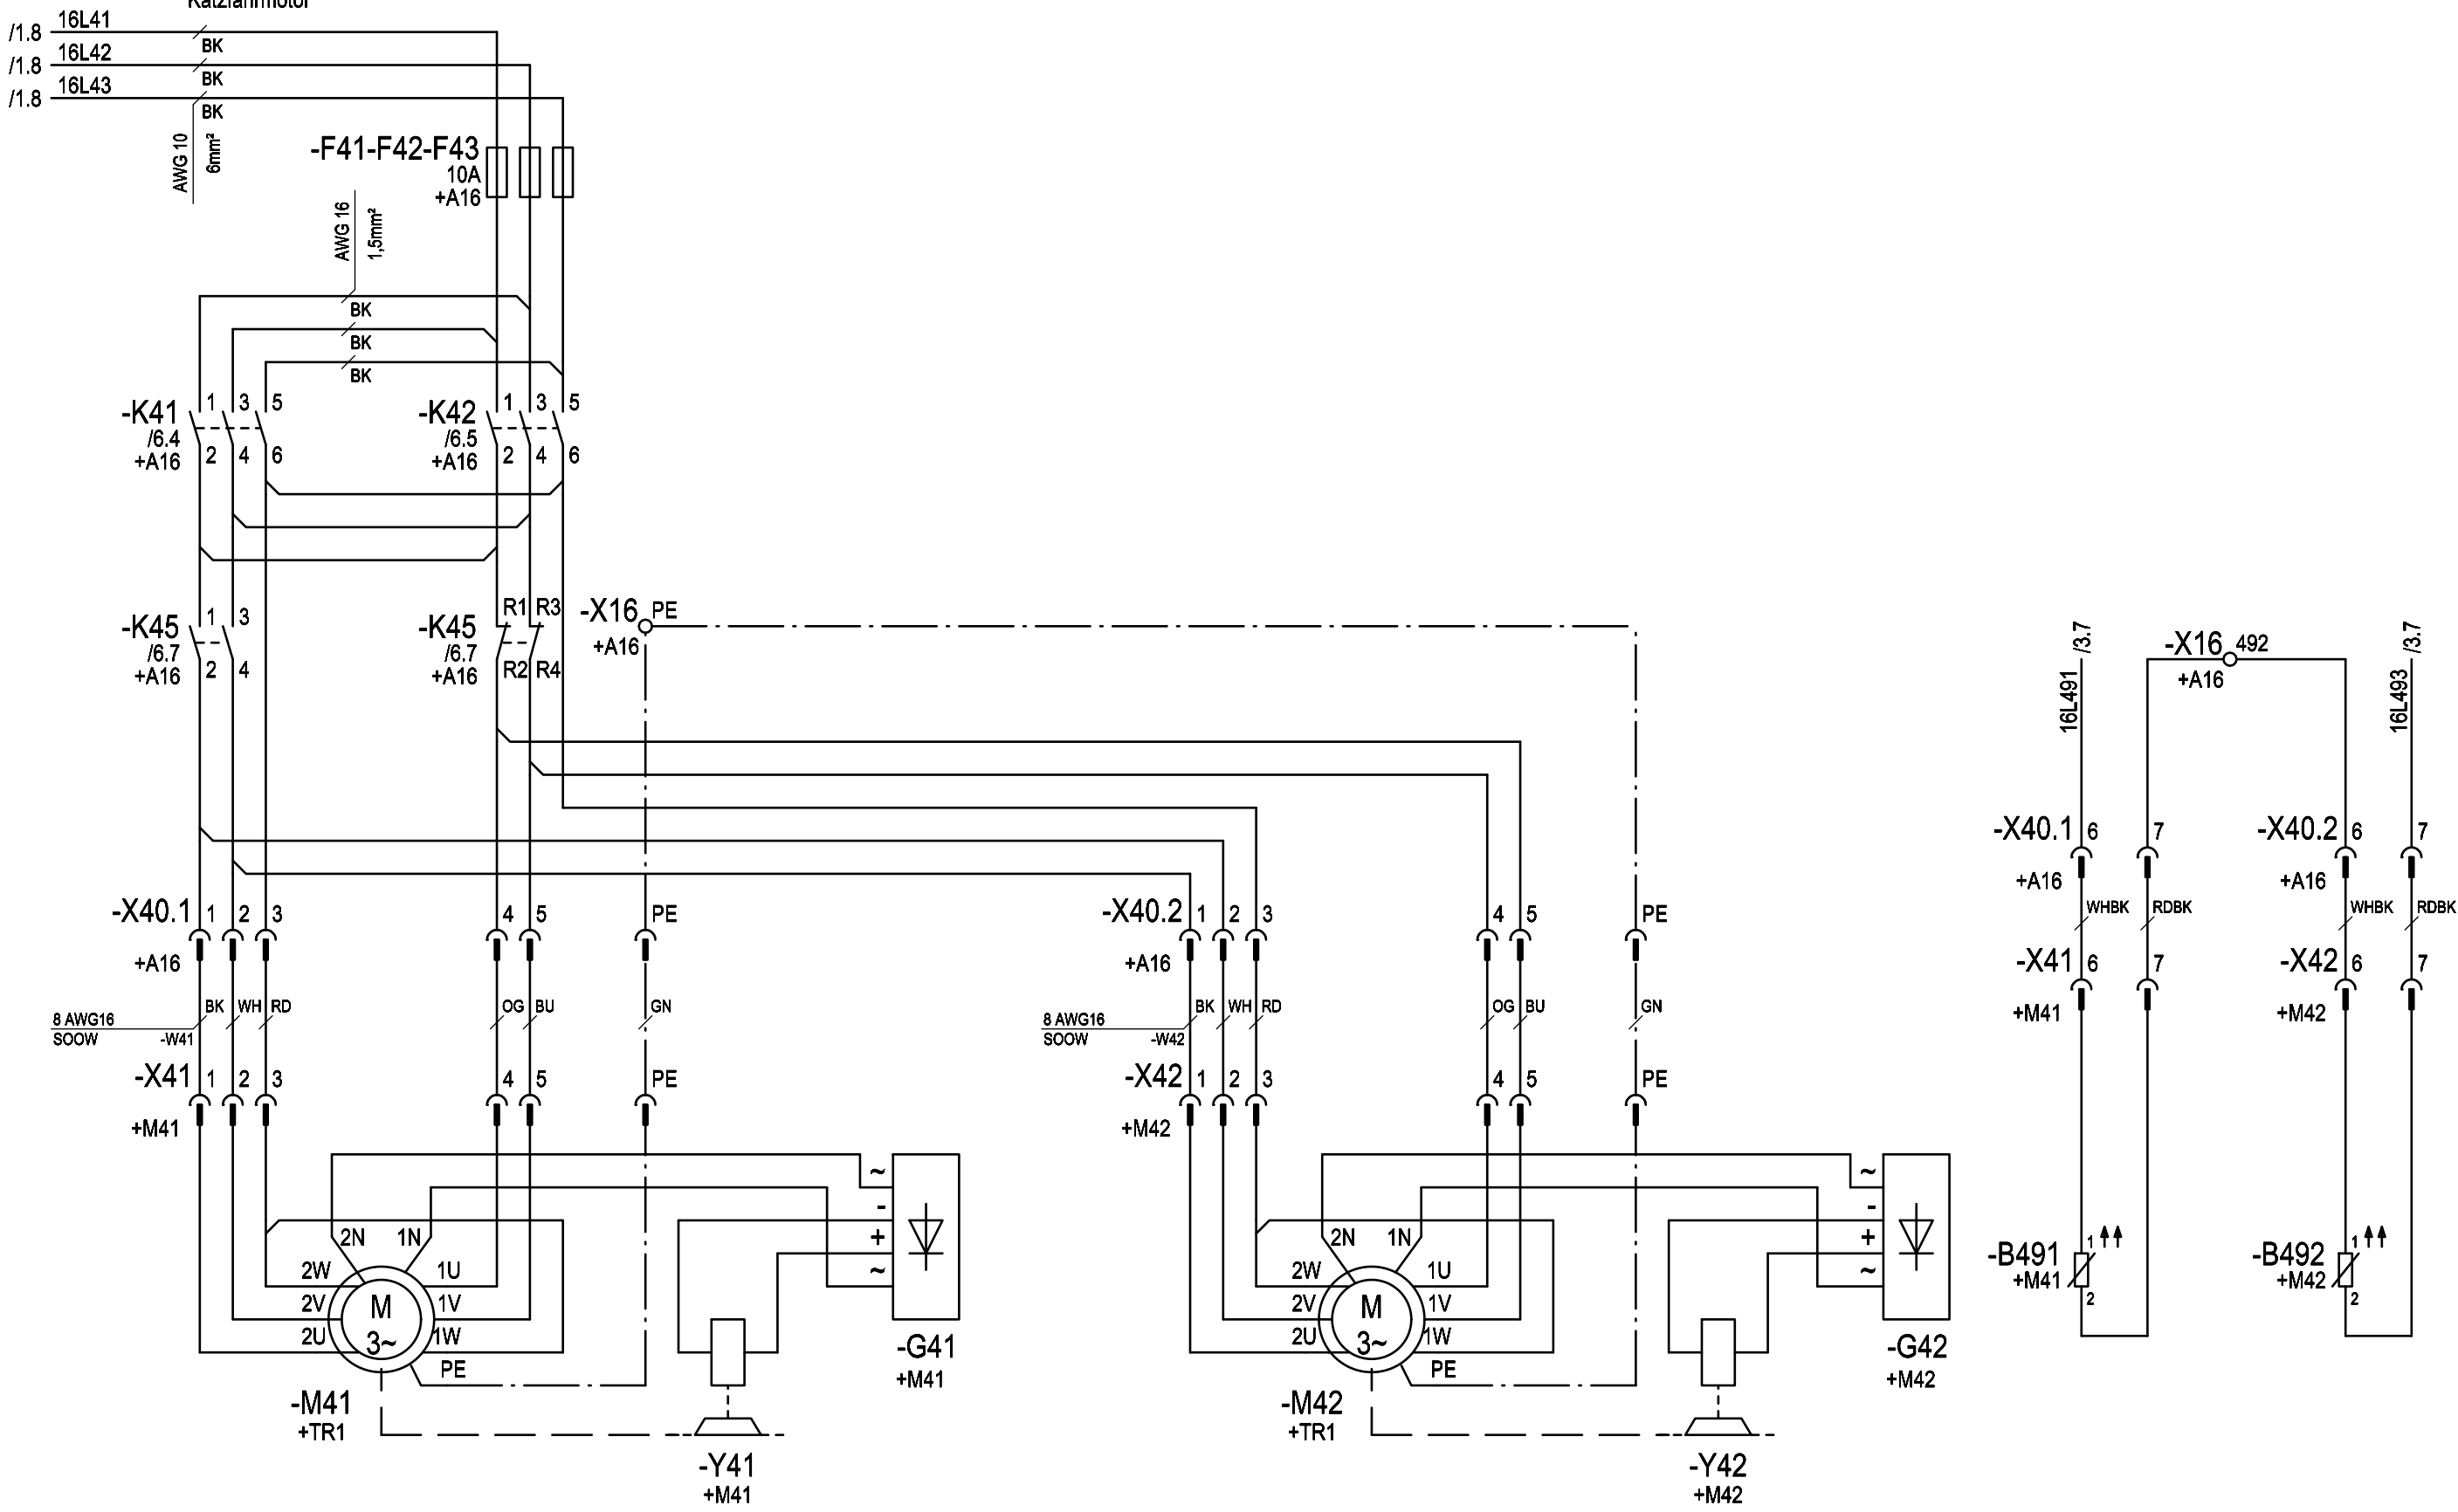 Katzfahrmotor
/1.8 16L41
BK
/1.8 16L42
BK
/1.8 16L43
BK
AWG 10
6mm²
-F41-F42-F43
10A
+A16
AWG 16
1,5mm²
BK
BK
BK
-K41 1 3 5
/6.4
+A16 2 4 6
-K42 1 3 5
/6.5
+A16 2 4 6
-K45 1 3
/6.7
+A16 2 4
-K45 R1 R3
/6.7
+A16 R2 R4
-X16 PE
+A16
16L491 /3.7
-X16 492
+A16
16L493 /3.7
-X40.1 6 7
+A16
-X40.2 6 7
+A16
WHBK RDBK
WHBK RDBK
-X41 6 7
+M41
-X42 6 7
+M42
-X40.1 1 2 3 4 5 PE
+A16
-X40.2 1 2 3 4 5 PE
+A16
8 AWG16
SOOW -W41
BK WH RD OG BU GN
8 AWG16
SOOW -W42
BK WH RD OG BU GN
-X41 1 2 3 4 5 PE
+M41
-X42 1 2 3 4 5 PE
+M42
2N 1N
2W 1U
2V M 1V
2U 3~ 1W
PE
-M41
+TR1
~
-
+
~
-G41
+M41
-Y41
+M41
2N 1N
2W 1U
2V M 1V
2U 3~ 1W
PE
-M42
+TR1
~
-
+
~
-G42
+M42
-Y42
+M42
-B491 1
+M41
2
-B492 1
+M42
2